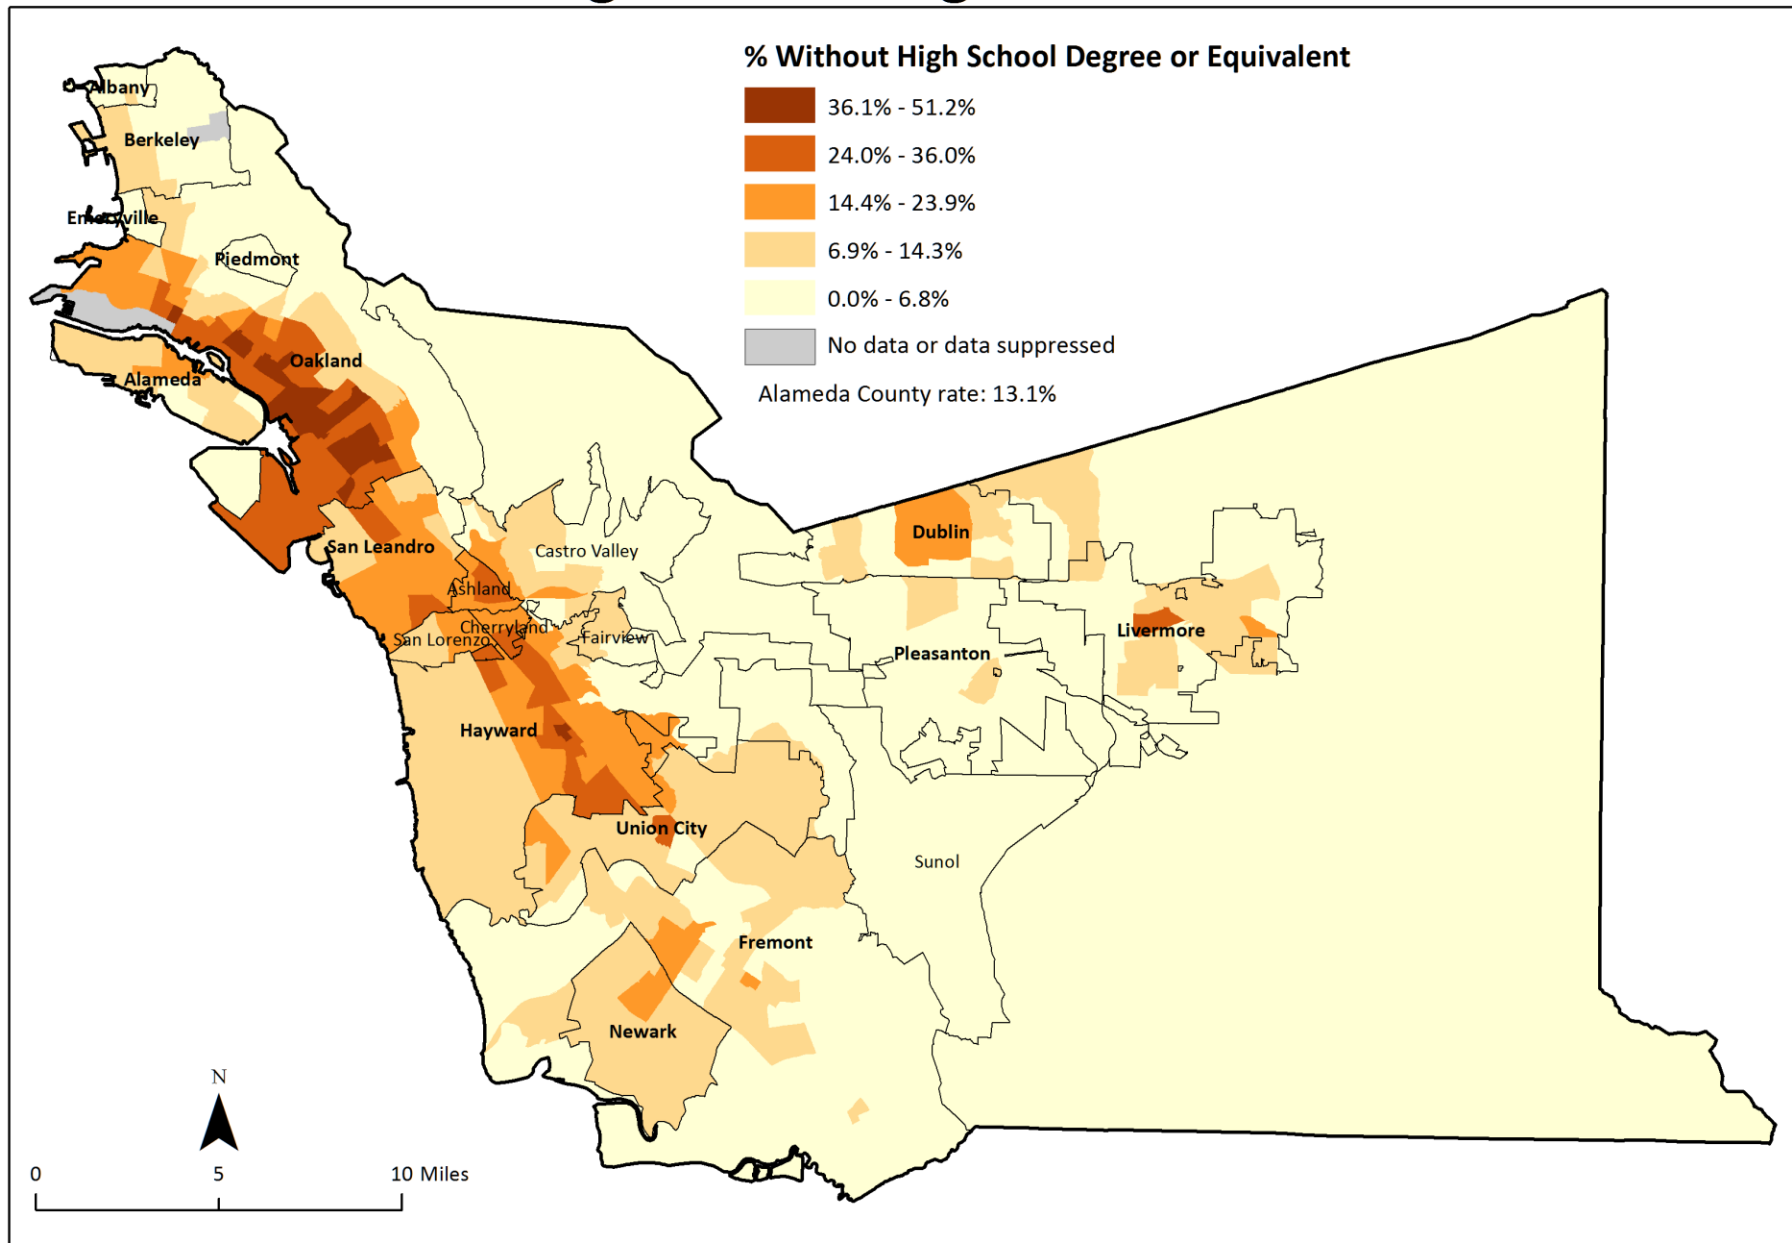 % Without High School Degree or Equivalent
36.1% - 51.2%
24.0% - 36.0%
14.4% - 23.9%
6.9% - 14.3%
0.0% - 6.8%
No data or data suppressed
Alameda County rate: 13.1%
Albany
Berkeley
Emeryville
Piedmont
Oakland
Alameda
San Leandro
Castro Valley
Dublin
Ashland
Cherryland
San Lorenzo
Fairview
Livermore
Pleasanton
Hayward
Union City
Sunol
Fremont
Newark
N
0 5 10 Miles